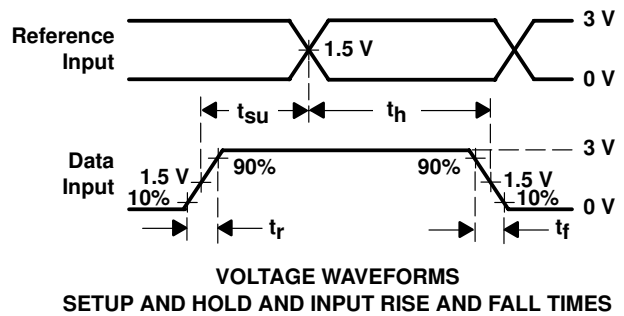 3 V
Reference
Input
1.5 V
0 V
tsu
th
3 V
Data
Input
90%
90%
1.5 V
1.5 V
10%
10%
0 V
tr
tf
VOLTAGE WAVEFORMS
SETUP AND HOLD AND INPUT RISE AND FALL TIMES